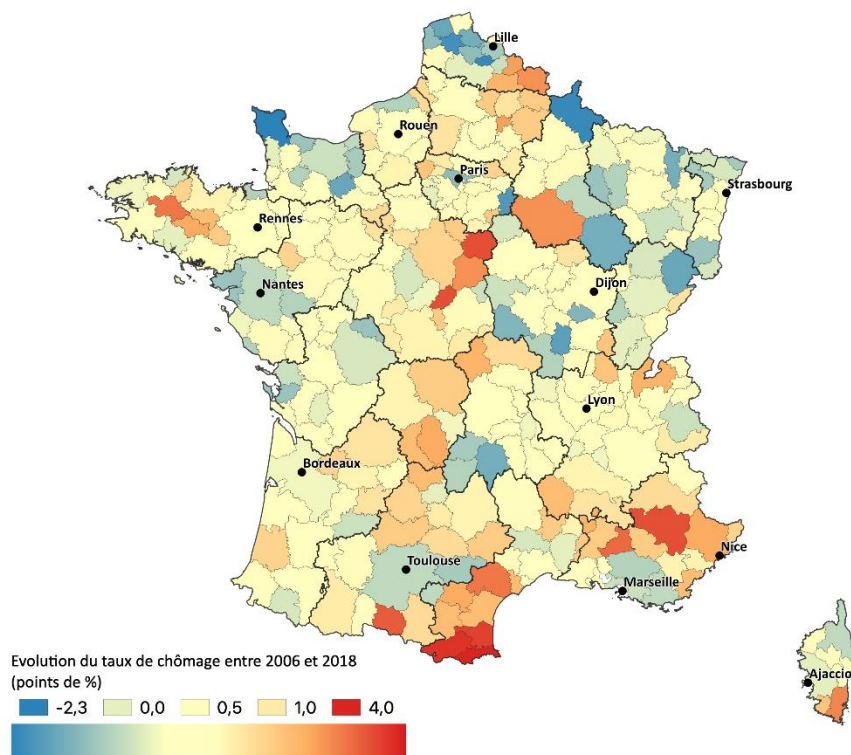 Lille
Rouen
Paris
Strasbourg
Rennes
Nantes
Dijon
Lyon
Bordeaux
Nice
Toulouse
Marseille
Ajaccio
Evolution du taux de chômage entre 2006 et 2018
(points de %)
-2,3 0,0 0,5 1,0 4,0